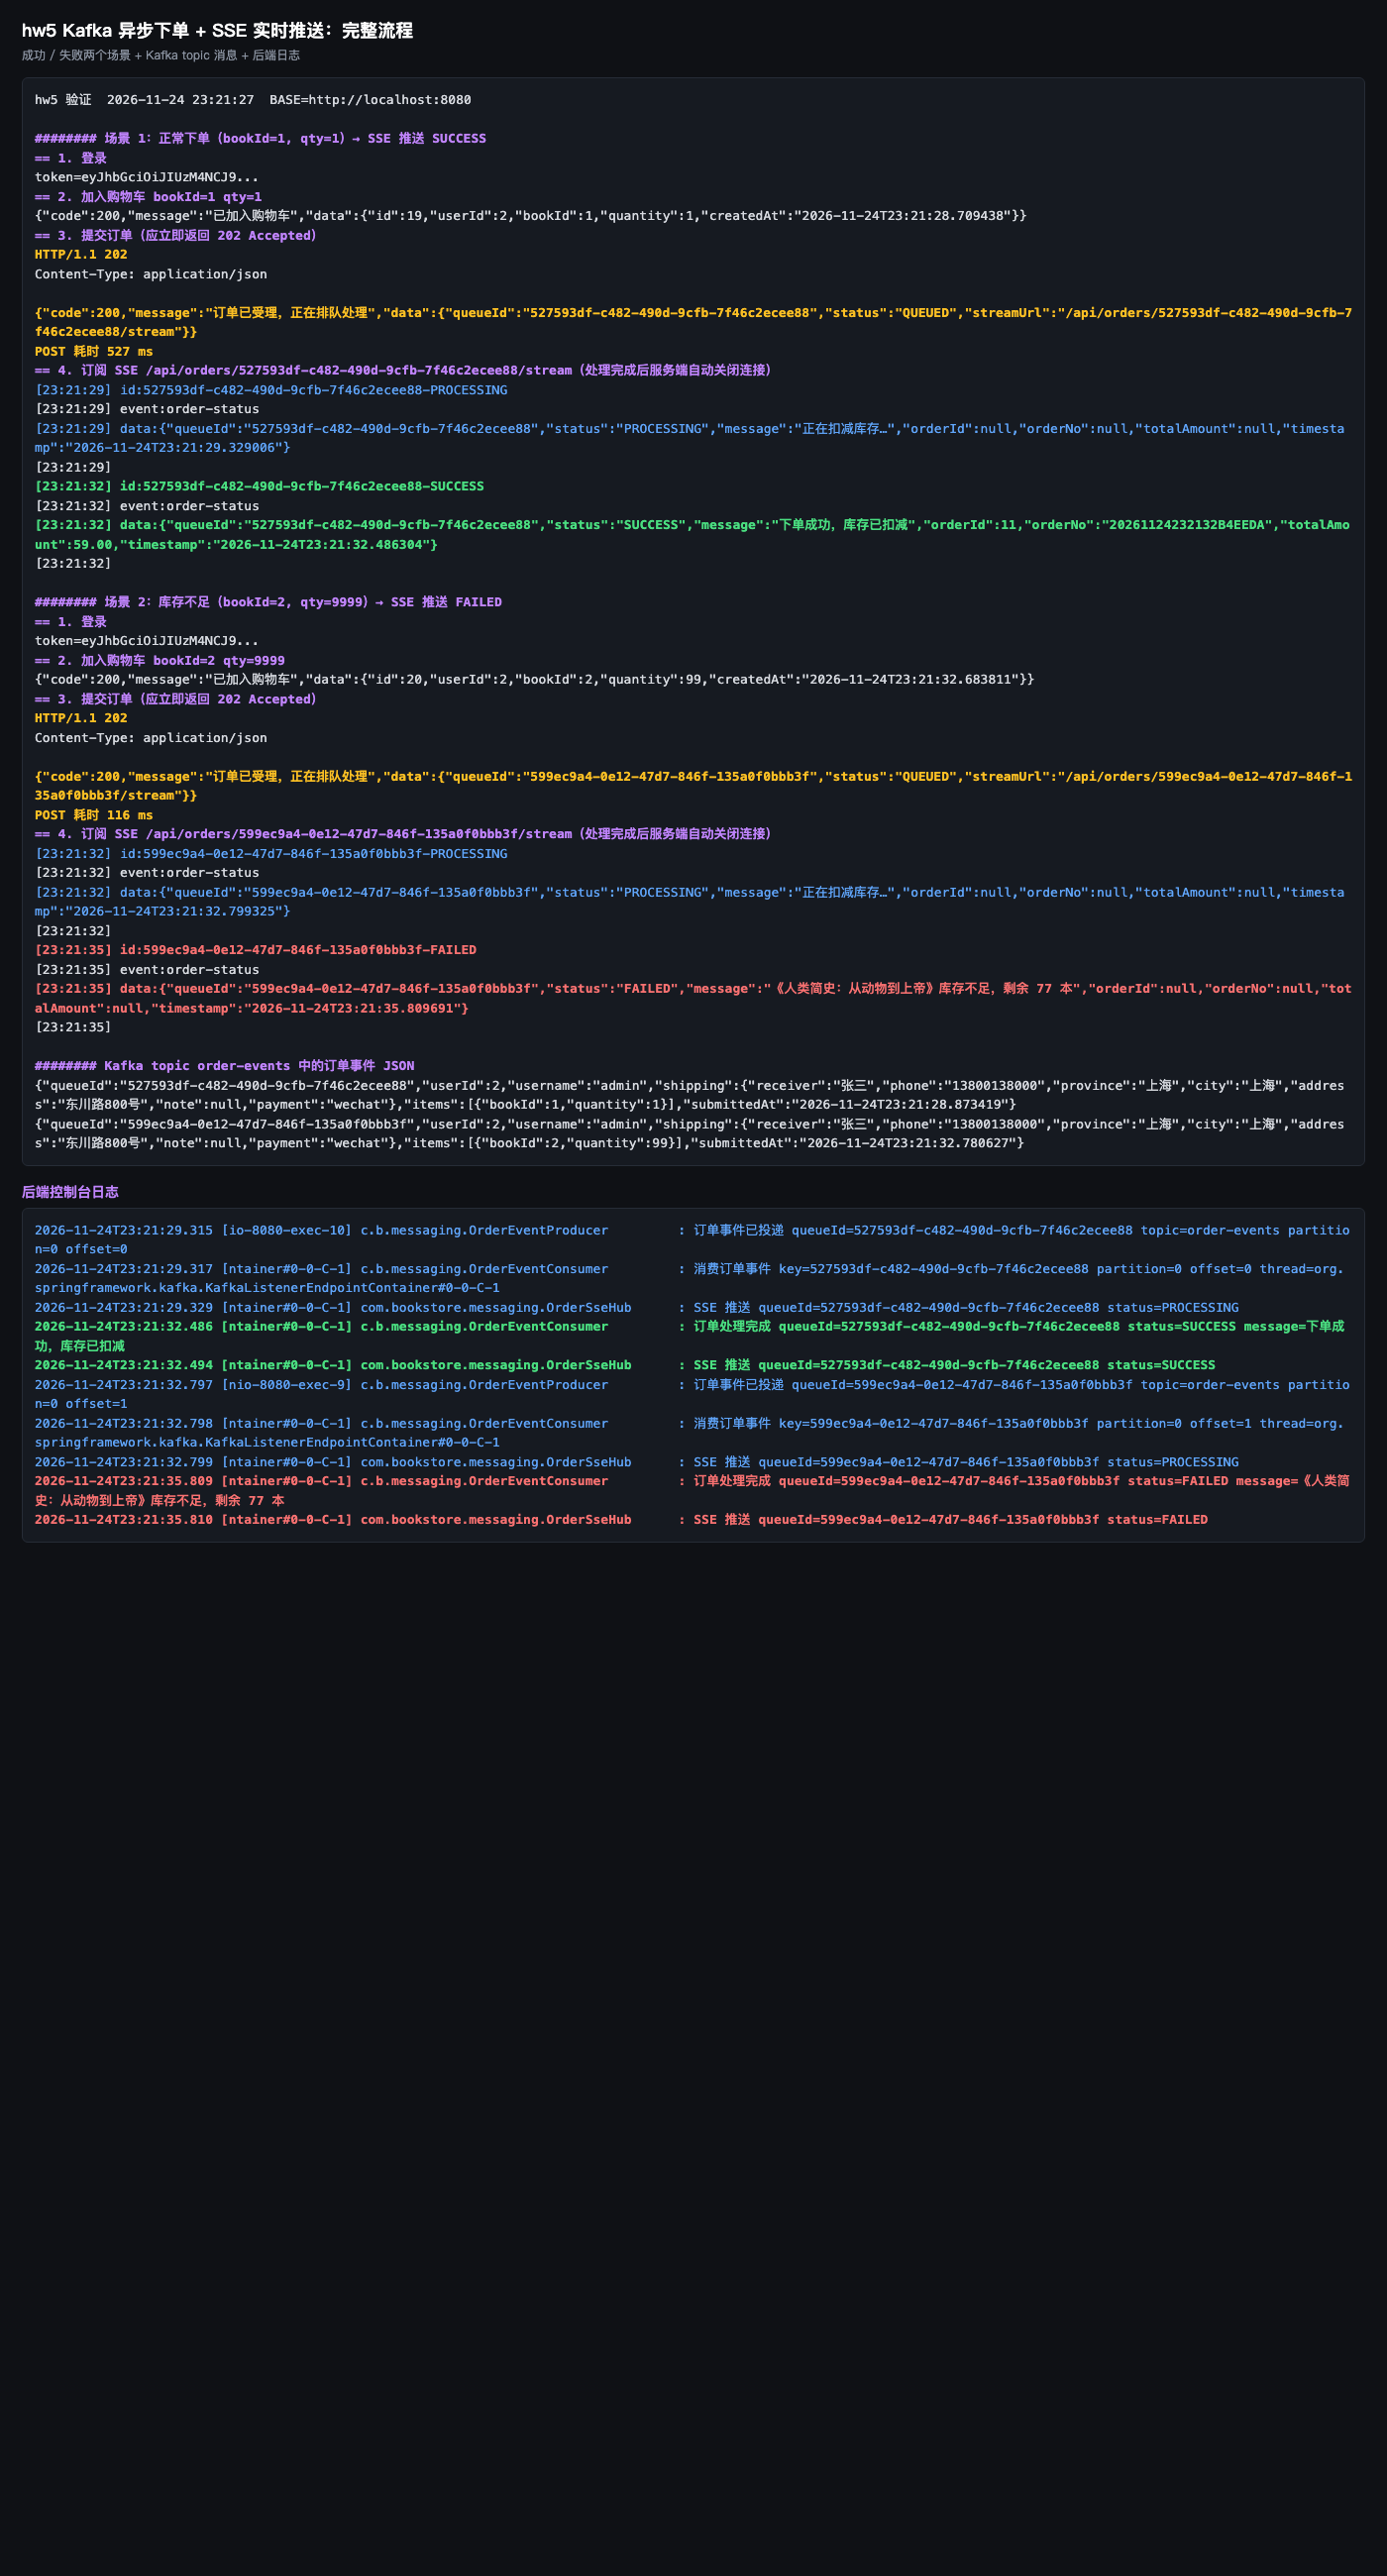 hw5 Kafka 异步下单 + SSE 实时推送：完整流程
成功 / 失败两个场景 + Kafka topic 消息 + 后端日志
hw5 验证  2026-11-24 23:21:27  BASE=http://localhost:8080
######## 场景 1：正常下单（bookId=1, qty=1）→ SSE 推送 SUCCESS
== 1. 登录
token=eyJhbGciOiJIUzM4NCJ9...
== 2. 加入购物车 bookId=1 qty=1
{"code":200,"message":"已加入购物车","data":{"id":19,"userId":2,"bookId":1,"quantity":1,"createdAt":"2026-11-24T23:21:28.709438"}}
== 3. 提交订单（应立即返回 202 Accepted）
HTTP/1.1 202
Content-Type: application/json
{"code":200,"message":"订单已受理，正在排队处理","data":{"queueId":"527593df-c482-490d-9cfb-7f46c2ecee88","status":"QUEUED","streamUrl":"/api/orders/527593df-c482-490d-9cfb-7
f46c2ecee88/stream"}}
POST 耗时 527 ms
== 4. 订阅 SSE /api/orders/527593df-c482-490d-9cfb-7f46c2ecee88/stream（处理完成后服务端自动关闭连接）
[23:21:29] id:527593df-c482-490d-9cfb-7f46c2ecee88-PROCESSING
[23:21:29] event:order-status
[23:21:29] data:{"queueId":"527593df-c482-490d-9cfb-7f46c2ecee88","status":"PROCESSING","message":"正在扣减库存…","orderId":null,"orderNo":null,"totalAmount":null,"timesta
mp":"2026-11-24T23:21:29.329006"}
[23:21:29]
[23:21:32] id:527593df-c482-490d-9cfb-7f46c2ecee88-SUCCESS
[23:21:32] event:order-status
[23:21:32] data:{"queueId":"527593df-c482-490d-9cfb-7f46c2ecee88","status":"SUCCESS","message":"下单成功，库存已扣减","orderId":11,"orderNo":"20261124232132B4EEDA","totalAmo
unt":59.00,"timestamp":"2026-11-24T23:21:32.486304"}
[23:21:32]
######## 场景 2：库存不足（bookId=2, qty=9999）→ SSE 推送 FAILED
== 1. 登录
token=eyJhbGciOiJIUzM4NCJ9...
== 2. 加入购物车 bookId=2 qty=9999
{"code":200,"message":"已加入购物车","data":{"id":20,"userId":2,"bookId":2,"quantity":99,"createdAt":"2026-11-24T23:21:32.683811"}}
== 3. 提交订单（应立即返回 202 Accepted）
HTTP/1.1 202
Content-Type: application/json
{"code":200,"message":"订单已受理，正在排队处理","data":{"queueId":"599ec9a4-0e12-47d7-846f-135a0f0bbb3f","status":"QUEUED","streamUrl":"/api/orders/599ec9a4-0e12-47d7-846f-1
35a0f0bbb3f/stream"}}
POST 耗时 116 ms
== 4. 订阅 SSE /api/orders/599ec9a4-0e12-47d7-846f-135a0f0bbb3f/stream（处理完成后服务端自动关闭连接）
[23:21:32] id:599ec9a4-0e12-47d7-846f-135a0f0bbb3f-PROCESSING
[23:21:32] event:order-status
[23:21:32] data:{"queueId":"599ec9a4-0e12-47d7-846f-135a0f0bbb3f","status":"PROCESSING","message":"正在扣减库存…","orderId":null,"orderNo":null,"totalAmount":null,"timesta
mp":"2026-11-24T23:21:32.799325"}
[23:21:32]
[23:21:35] id:599ec9a4-0e12-47d7-846f-135a0f0bbb3f-FAILED
[23:21:35] event:order-status
[23:21:35] data:{"queueId":"599ec9a4-0e12-47d7-846f-135a0f0bbb3f","status":"FAILED","message":"《人类简史：从动物到上帝》库存不足，剩余 77 本","orderId":null,"orderNo":null,"tot
alAmount":null,"timestamp":"2026-11-24T23:21:35.809691"}
[23:21:35]
######## Kafka topic order-events 中的订单事件 JSON
{"queueId":"527593df-c482-490d-9cfb-7f46c2ecee88","userId":2,"username":"admin","shipping":{"receiver":"张三","phone":"13800138000","province":"上海","city":"上海","addres
s":"东川路800号","note":null,"payment":"wechat"},"items":[{"bookId":1,"quantity":1}],"submittedAt":"2026-11-24T23:21:28.873419"}
{"queueId":"599ec9a4-0e12-47d7-846f-135a0f0bbb3f","userId":2,"username":"admin","shipping":{"receiver":"张三","phone":"13800138000","province":"上海","city":"上海","addres
s":"东川路800号","note":null,"payment":"wechat"},"items":[{"bookId":2,"quantity":99}],"submittedAt":"2026-11-24T23:21:32.780627"}
后端控制台日志
2026-11-24T23:21:29.315 [io-8080-exec-10] c.b.messaging.OrderEventProducer         : 订单事件已投递 queueId=527593df-c482-490d-9cfb-7f46c2ecee88 topic=order-events partitio
n=0 offset=0
2026-11-24T23:21:29.317 [ntainer#0-0-C-1] c.b.messaging.OrderEventConsumer         : 消费订单事件 key=527593df-c482-490d-9cfb-7f46c2ecee88 partition=0 offset=0 thread=org.
springframework.kafka.KafkaListenerEndpointContainer#0-0-C-1
2026-11-24T23:21:29.329 [ntainer#0-0-C-1] com.bookstore.messaging.OrderSseHub      : SSE 推送 queueId=527593df-c482-490d-9cfb-7f46c2ecee88 status=PROCESSING
2026-11-24T23:21:32.486 [ntainer#0-0-C-1] c.b.messaging.OrderEventConsumer         : 订单处理完成 queueId=527593df-c482-490d-9cfb-7f46c2ecee88 status=SUCCESS message=下单成
功，库存已扣减
2026-11-24T23:21:32.494 [ntainer#0-0-C-1] com.bookstore.messaging.OrderSseHub      : SSE 推送 queueId=527593df-c482-490d-9cfb-7f46c2ecee88 status=SUCCESS
2026-11-24T23:21:32.797 [nio-8080-exec-9] c.b.messaging.OrderEventProducer         : 订单事件已投递 queueId=599ec9a4-0e12-47d7-846f-135a0f0bbb3f topic=order-events partitio
n=0 offset=1
2026-11-24T23:21:32.798 [ntainer#0-0-C-1] c.b.messaging.OrderEventConsumer         : 消费订单事件 key=599ec9a4-0e12-47d7-846f-135a0f0bbb3f partition=0 offset=1 thread=org.
springframework.kafka.KafkaListenerEndpointContainer#0-0-C-1
2026-11-24T23:21:32.799 [ntainer#0-0-C-1] com.bookstore.messaging.OrderSseHub      : SSE 推送 queueId=599ec9a4-0e12-47d7-846f-135a0f0bbb3f status=PROCESSING
2026-11-24T23:21:35.809 [ntainer#0-0-C-1] c.b.messaging.OrderEventConsumer         : 订单处理完成 queueId=599ec9a4-0e12-47d7-846f-135a0f0bbb3f status=FAILED message=《人类简
史：从动物到上帝》库存不足，剩余 77 本
2026-11-24T23:21:35.810 [ntainer#0-0-C-1] com.bookstore.messaging.OrderSseHub      : SSE 推送 queueId=599ec9a4-0e12-47d7-846f-135a0f0bbb3f status=FAILED